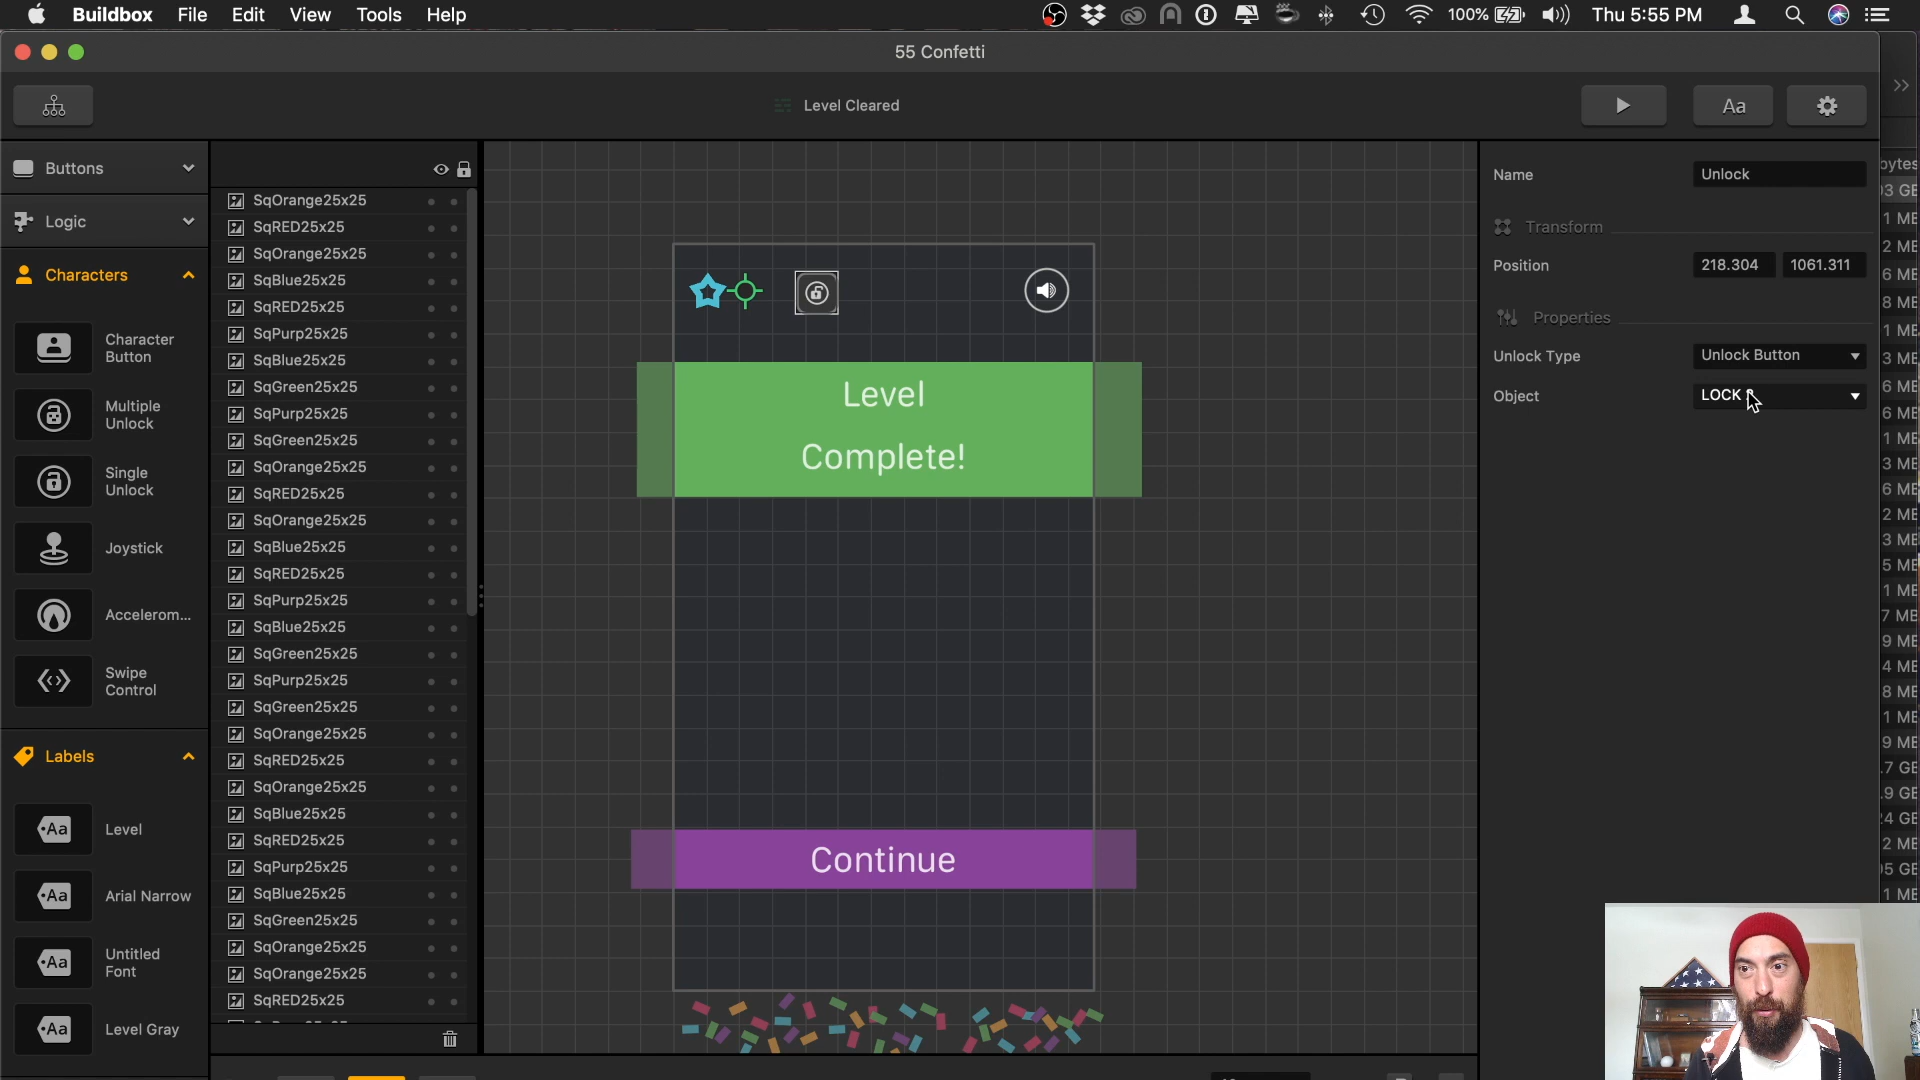 Buildbox File Edit View Tools Help
100% Thu 5:55 PM
55 Confetti
Level Cleared
Aa
Buttons
Logic
Characters
Character
Button
Multiple
Unlock
Single
Unlock
Joystick
Accelerom...
Swipe
Control
Labels
Aa Level
Aa Arial Narrow
Aa Untitled
Font
Aa Level Gray
SqOrange25x25
SqRED25x25
SqOrange25x25
SqBlue25x25
SqRED25x25
SqPurp25x25
SqBlue25x25
SqGreen25x25
SqPurp25x25
SqGreen25x25
SqOrange25x25
SqRED25x25
SqOrange25x25
SqBlue25x25
SqRED25x25
SqPurp25x25
SqBlue25x25
SqGreen25x25
SqPurp25x25
SqGreen25x25
SqOrange25x25
SqRED25x25
SqOrange25x25
SqBlue25x25
SqRED25x25
SqPurp25x25
SqBlue25x25
SqGreen25x25
SqOrange25x25
SqOrange25x25
SqRED25x25
Level
Complete!
Continue
Name Unlock
Transform
Position 218.304 1061.311
Properties
Unlock Type Unlock Button
Object LOCK